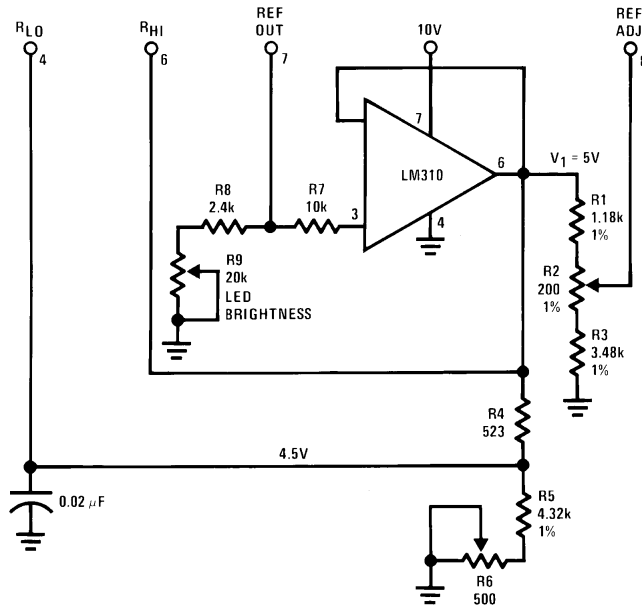 RLO
4
RHI
6
REF
OUT
7
10V
REF
ADJ
8
7
LM310
6
V1 = 5V
3
4
R8
2.4k
R7
10k
R9
20k
LED
BRIGHTNESS
R1
1.18k
1%
R2
200
1%
R3
3.48k
1%
R4
523
4.5V
0.02 μF
R5
4.32k
1%
R6
500